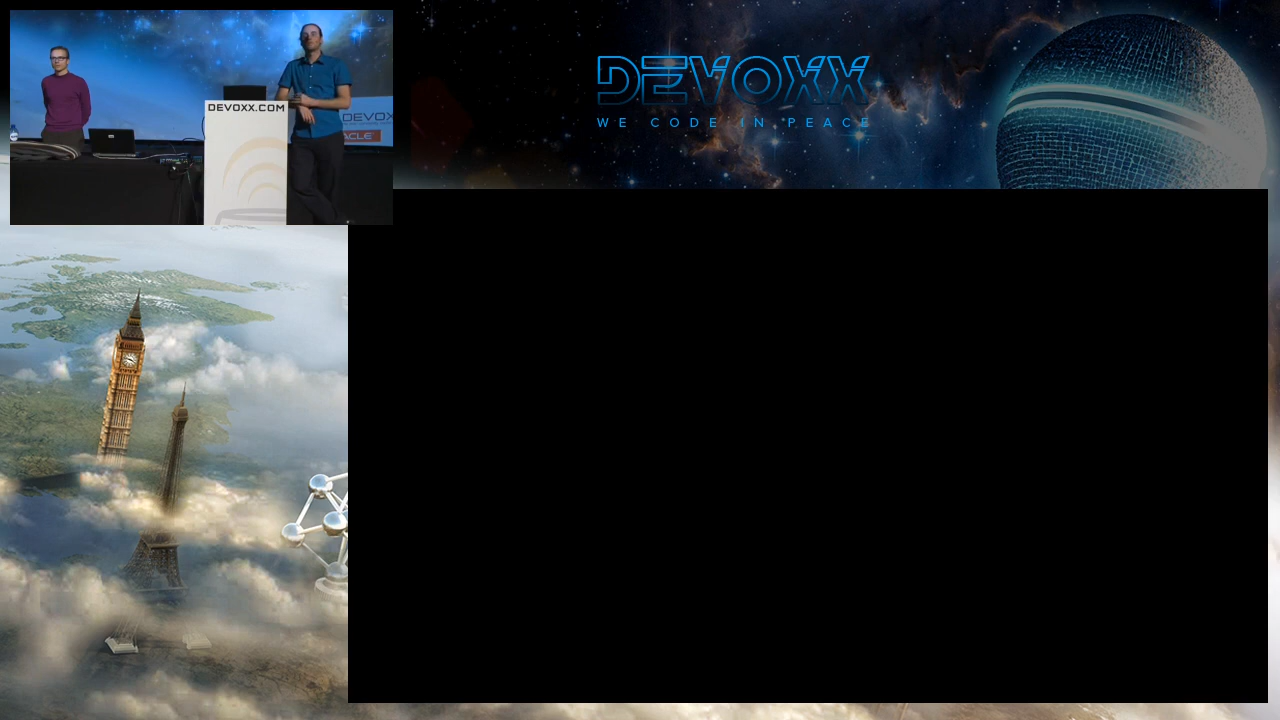 DEVOXX
WE CODE IN PEACE
DEVOXX.COM
DEVOX
ACLE